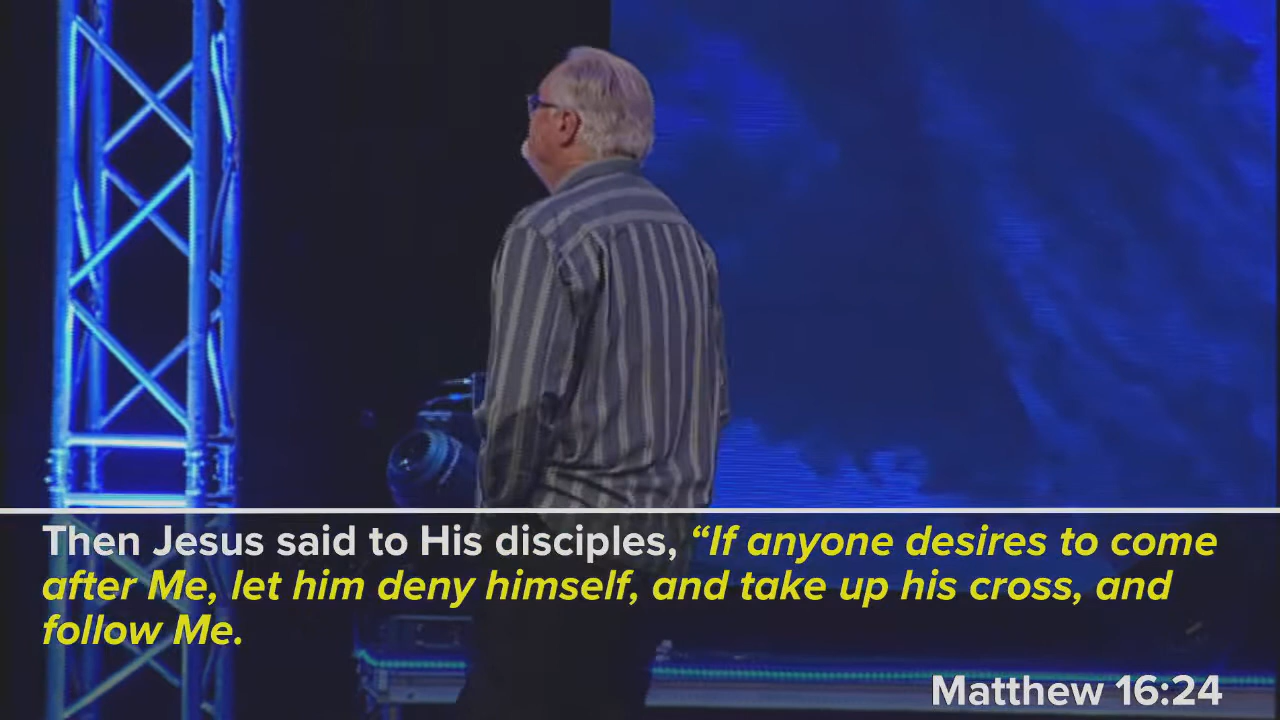 Then Jesus said to His disciples, “If anyone desires to come
after Me, let him deny himself, and take up his cross, and
follow Me.
Matthew 16:24